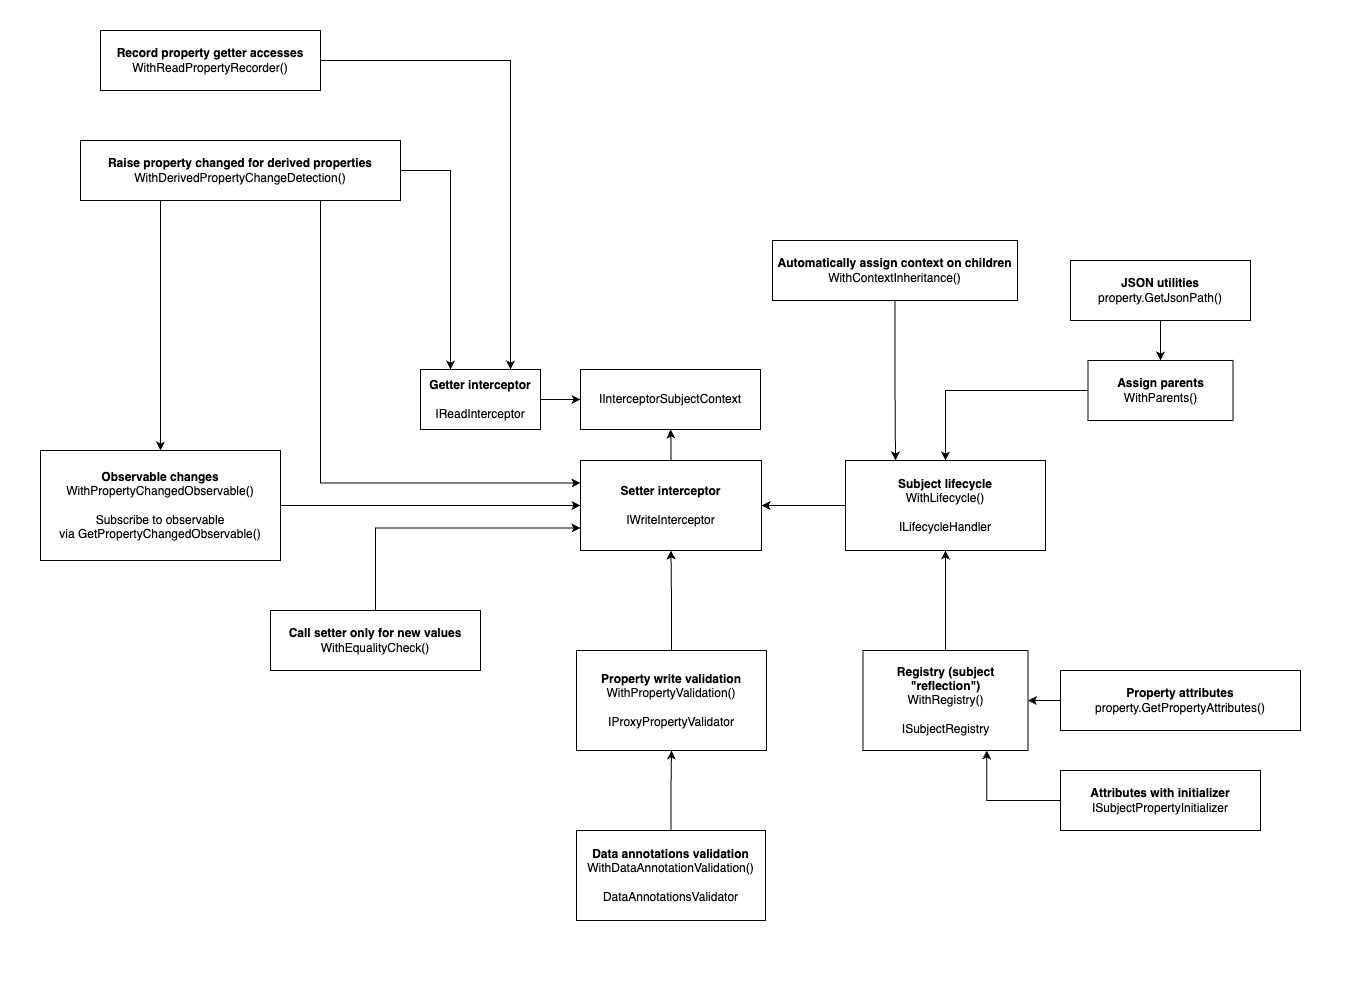 Record property getter accesses
WithReadPropertyRecorder()
Raise property changed for derived properties
WithDerivedPropertyChangeDetection()
Automatically assign context on children
WithContextInheritance()
JSON utilities
property.GetJsonPath()
Assign parents
WithParents()
Getter interceptor
IReadInterceptor
IInterceptorSubjectContext
Observable changes
WithPropertyChangedObservable()
Subscribe to observable
via GetPropertyChangedObservable()
Setter interceptor
IWriteInterceptor
Subject lifecycle
WithLifecycle()
ILifecycleHandler
Call setter only for new values
WithEqualityCheck()
Property write validation
WithPropertyValidation()
IProxyPropertyValidator
Registry (subject
"reflection")
WithRegistry()
ISubjectRegistry
Property attributes
property.GetPropertyAttributes()
Attributes with initializer
ISubjectPropertyInitializer
Data annotations validation
WithDataAnnotationValidation()
DataAnnotationsValidator